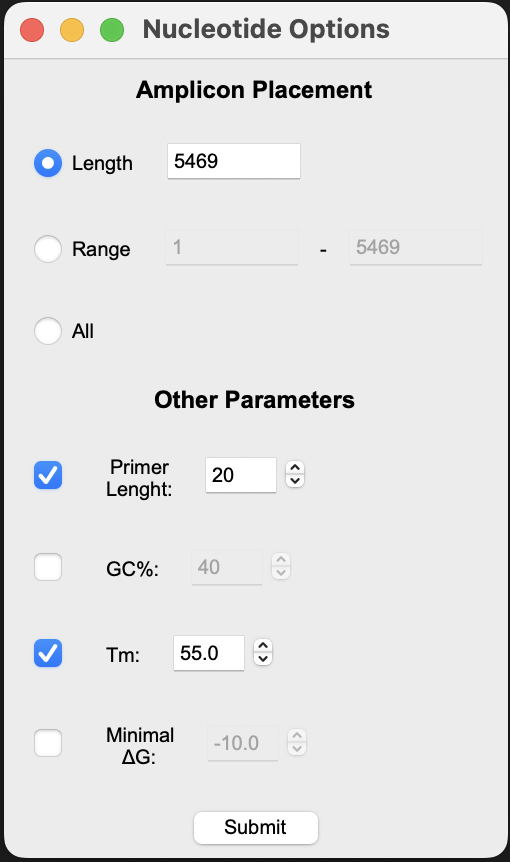 Nucleotide Options
Amplicon Placement
Length 5469
Range 1 - 5469
All
Other Parameters
Primer
Lenght: 20
GC%: 40
Tm: 55.0
Minimal
ΔG: -10.0
Submit